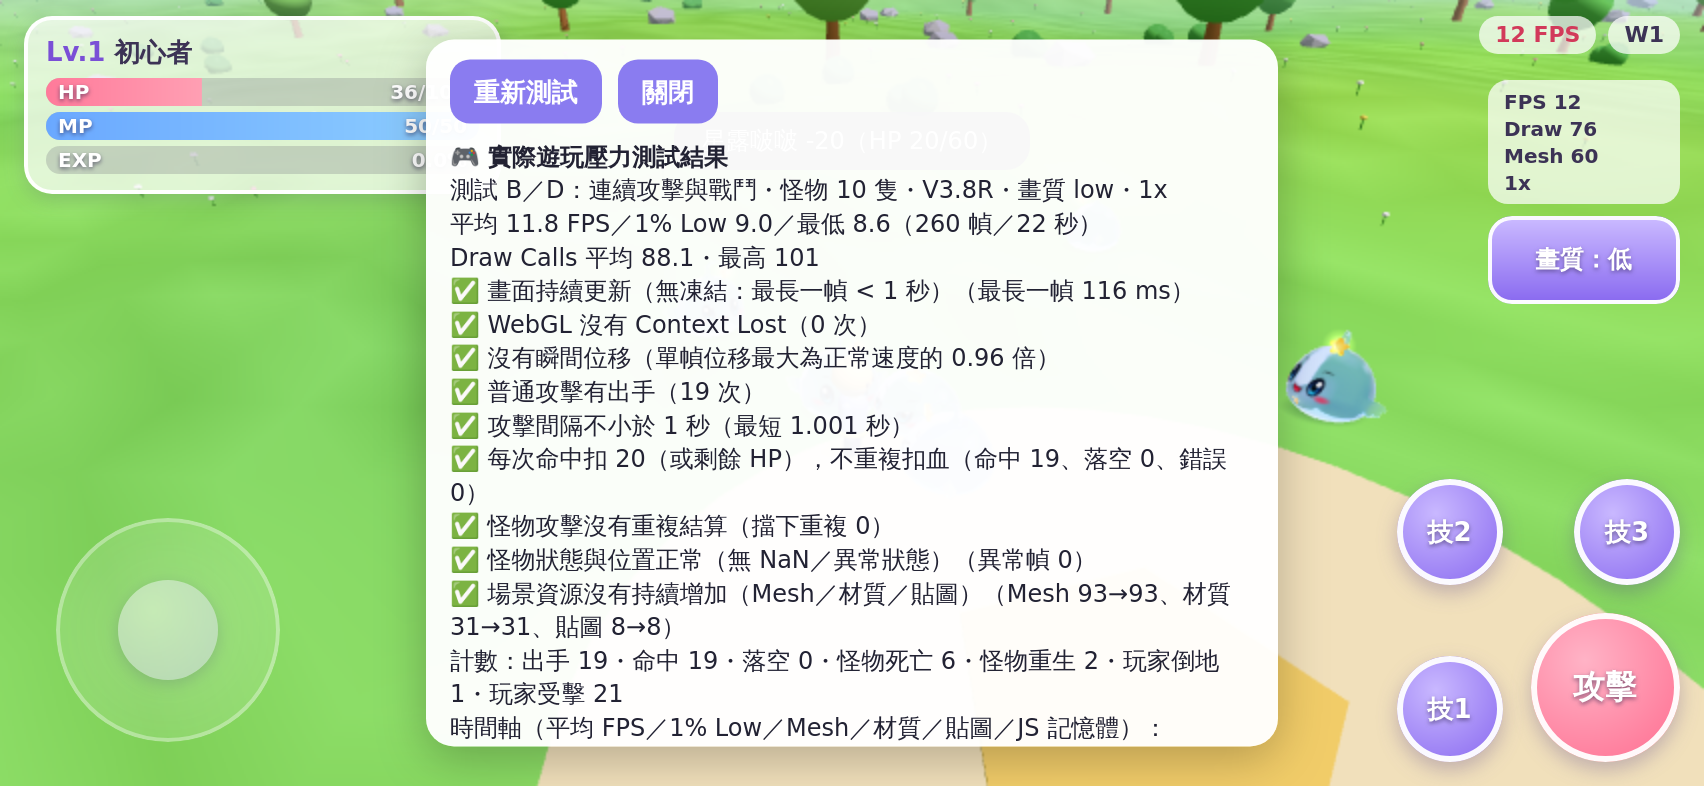 Lv.1 初心者
HP 36/
MP 50/50
EXP 0
12 FPS
W1
FPS 12
Draw 76
Mesh 60
1x
畫質：低
重新測試
關閉
星露啵啵 -20（HP 20/60）
🎮 實際遊玩壓力測試結果
測試 B／D：連續攻擊與戰鬥・怪物 10 隻・V3.8R・畫質 low・1x
平均 11.8 FPS／1% Low 9.0／最低 8.6（260 幀／22 秒）
Draw Calls 平均 88.1・最高 101
✅ 畫面持續更新（無凍結：最長一幀 < 1 秒）（最長一幀 116 ms）
✅ WebGL 沒有 Context Lost（0 次）
✅ 沒有瞬間位移（單幀位移最大為正常速度的 0.96 倍）
✅ 普通攻擊有出手（19 次）
✅ 攻擊間隔不小於 1 秒（最短 1.001 秒）
✅ 每次命中扣 20（或剩餘 HP），不重複扣血（命中 19、落空 0、錯誤
0）
✅ 怪物攻擊沒有重複結算（擋下重複 0）
✅ 怪物狀態與位置正常（無 NaN／異常狀態）（異常幀 0）
✅ 場景資源沒有持續增加（Mesh／材質／貼圖）（Mesh 93→93、材質
31→31、貼圖 8→8）
計數：出手 19・命中 19・落空 0・怪物死亡 6・怪物重生 2・玩家倒地
1・玩家受擊 21
時間軸（平均 FPS／1% Low／Mesh／材質／貼圖／JS 記憶體）：
技2
技3
技1
攻擊